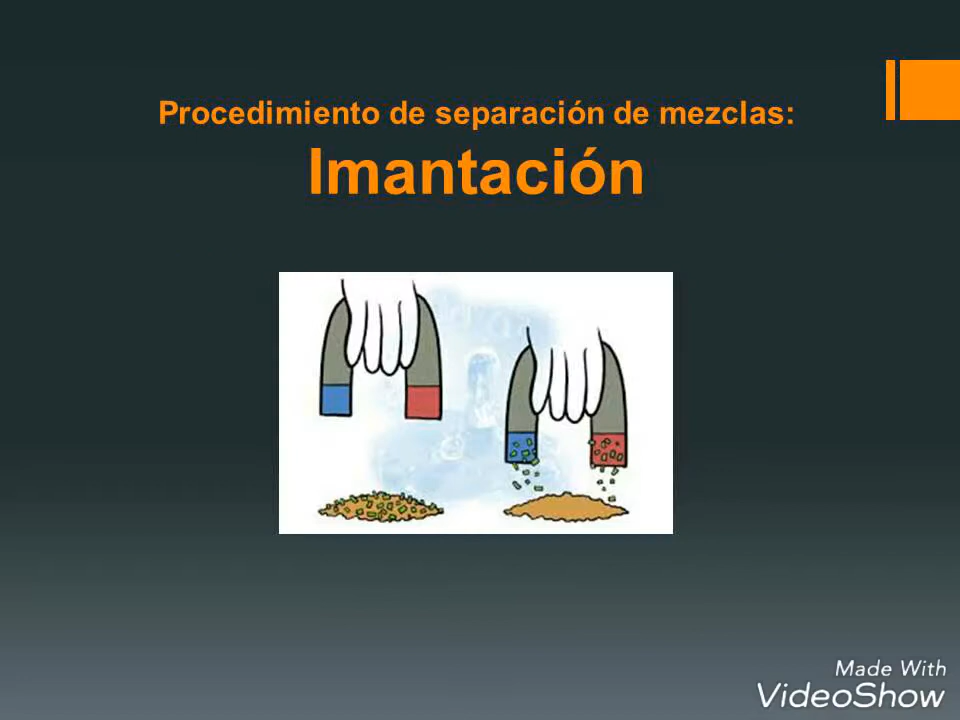 Procedimiento de separación de mezclas:
Imantación
Made With
VideoShow